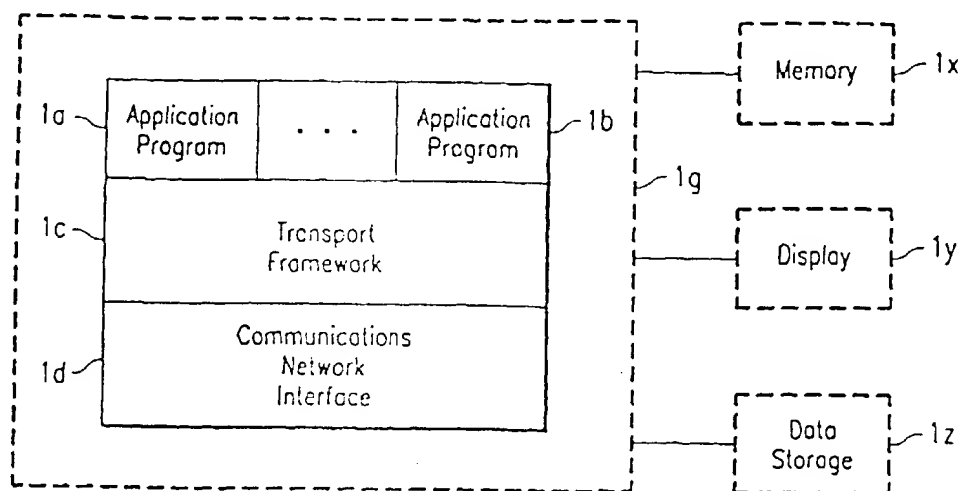 1a
Application
Program
. . .
Application
Program
1b
1c
Transport
Framework
1d
Communications
Network
Interface
1g
Memory
1x
Display
1y
Data
Storage
1z